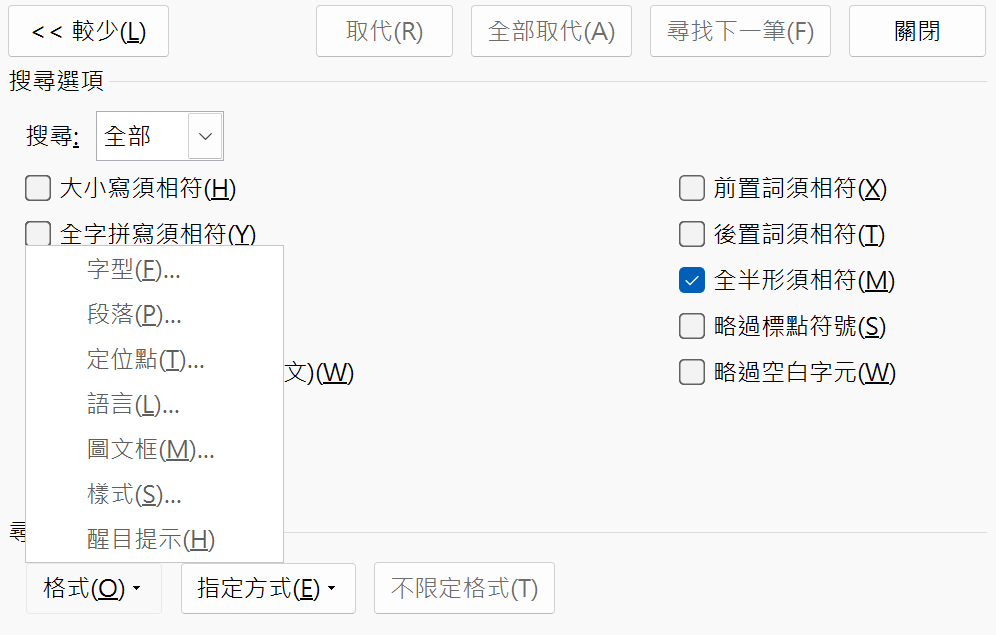 << 較少(L) 取代(R) 全部取代(A) 尋找下一筆(F) 關閉
搜尋選項
搜尋: 全部
大小寫須相符(H) 前置詞須相符(X)
全字拼寫須相符(Y) 後置詞須相符(T)
字型(F)... 全半形須相符(M)
段落(P)... 略過標點符號(S)
定位點(T)... 文)(W) 略過空白字元(W)
語言(L)...
圖文框(M)...
樣式(S)...
醒目提示(H)
格式(O) 指定方式(E) 不限定格式(T)